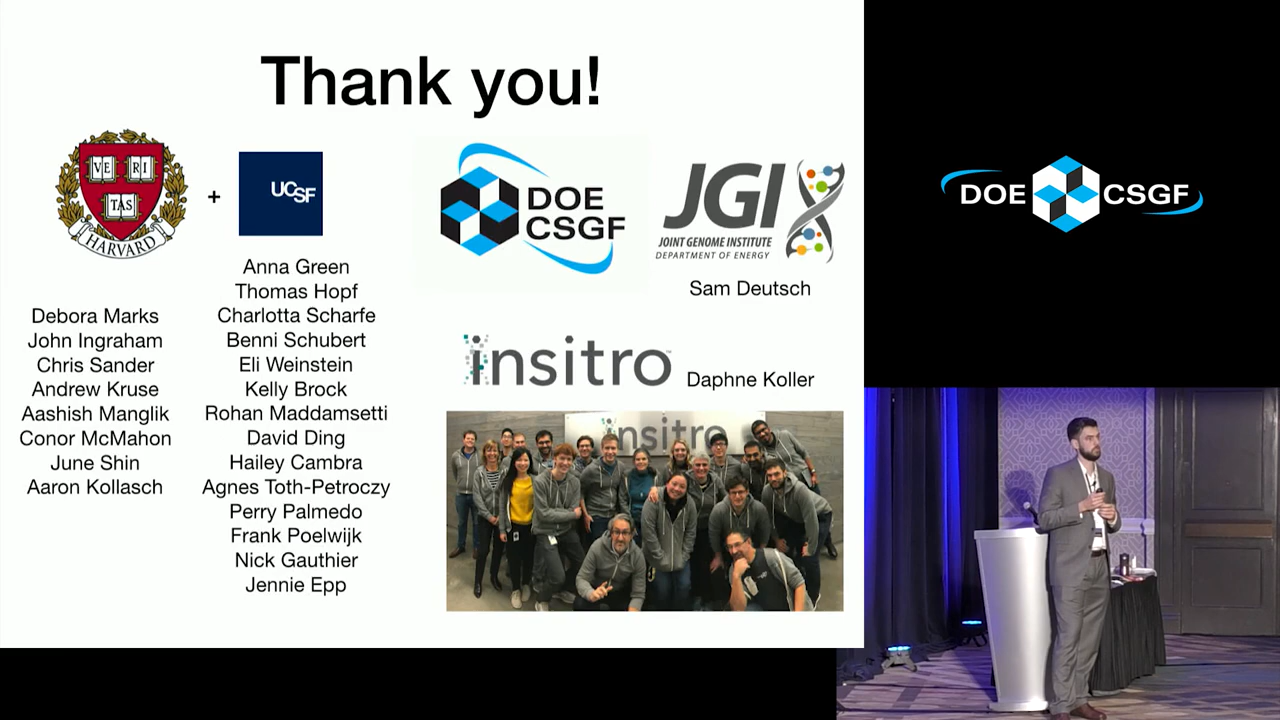 Thank you!
VE RI
TAS
HARVARD
+
UCSF
DOE
CSGF
JGI
JOINT GENOME INSTITUTE
DEPARTMENT OF ENERGY
Sam Deutsch
Debora Marks
John Ingraham
Chris Sander
Andrew Kruse
Aashish Manglik
Conor McMahon
June Shin
Aaron Kollasch
Anna Green
Thomas Hopf
Charlotta Scharfe
Benni Schubert
Eli Weinstein
Kelly Brock
Rohan Maddamsetti
David Ding
Hailey Cambra
Agnes Toth-Petroczy
Perry Palmedo
Frank Poelwijk
Nick Gauthier
Jennie Epp
insitro
Daphne Koller
insitro
DOE CSGF